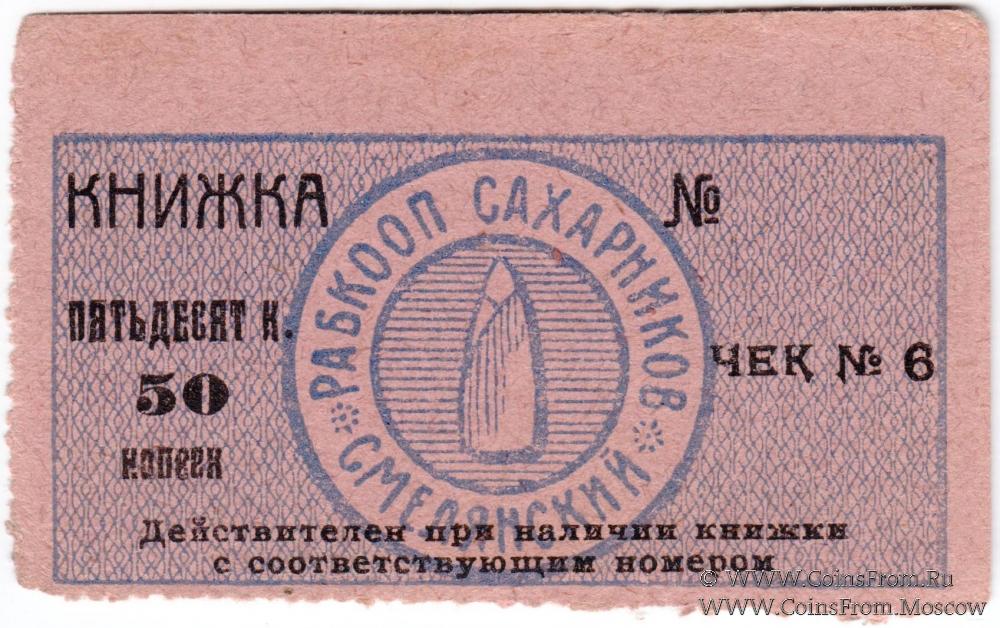 КНИЖКА №
РАБКООП САХАРНИКОВ
СМЕЛЯНСКИЙ
ПЯТЬДЕСЯТ К.
50
копеек
ЧЕК № 6
Действителен при наличии книжки
с соответствующим номером
© WWW.CoinsFrom.Ru
WWW.CoinsFrom.Moscow